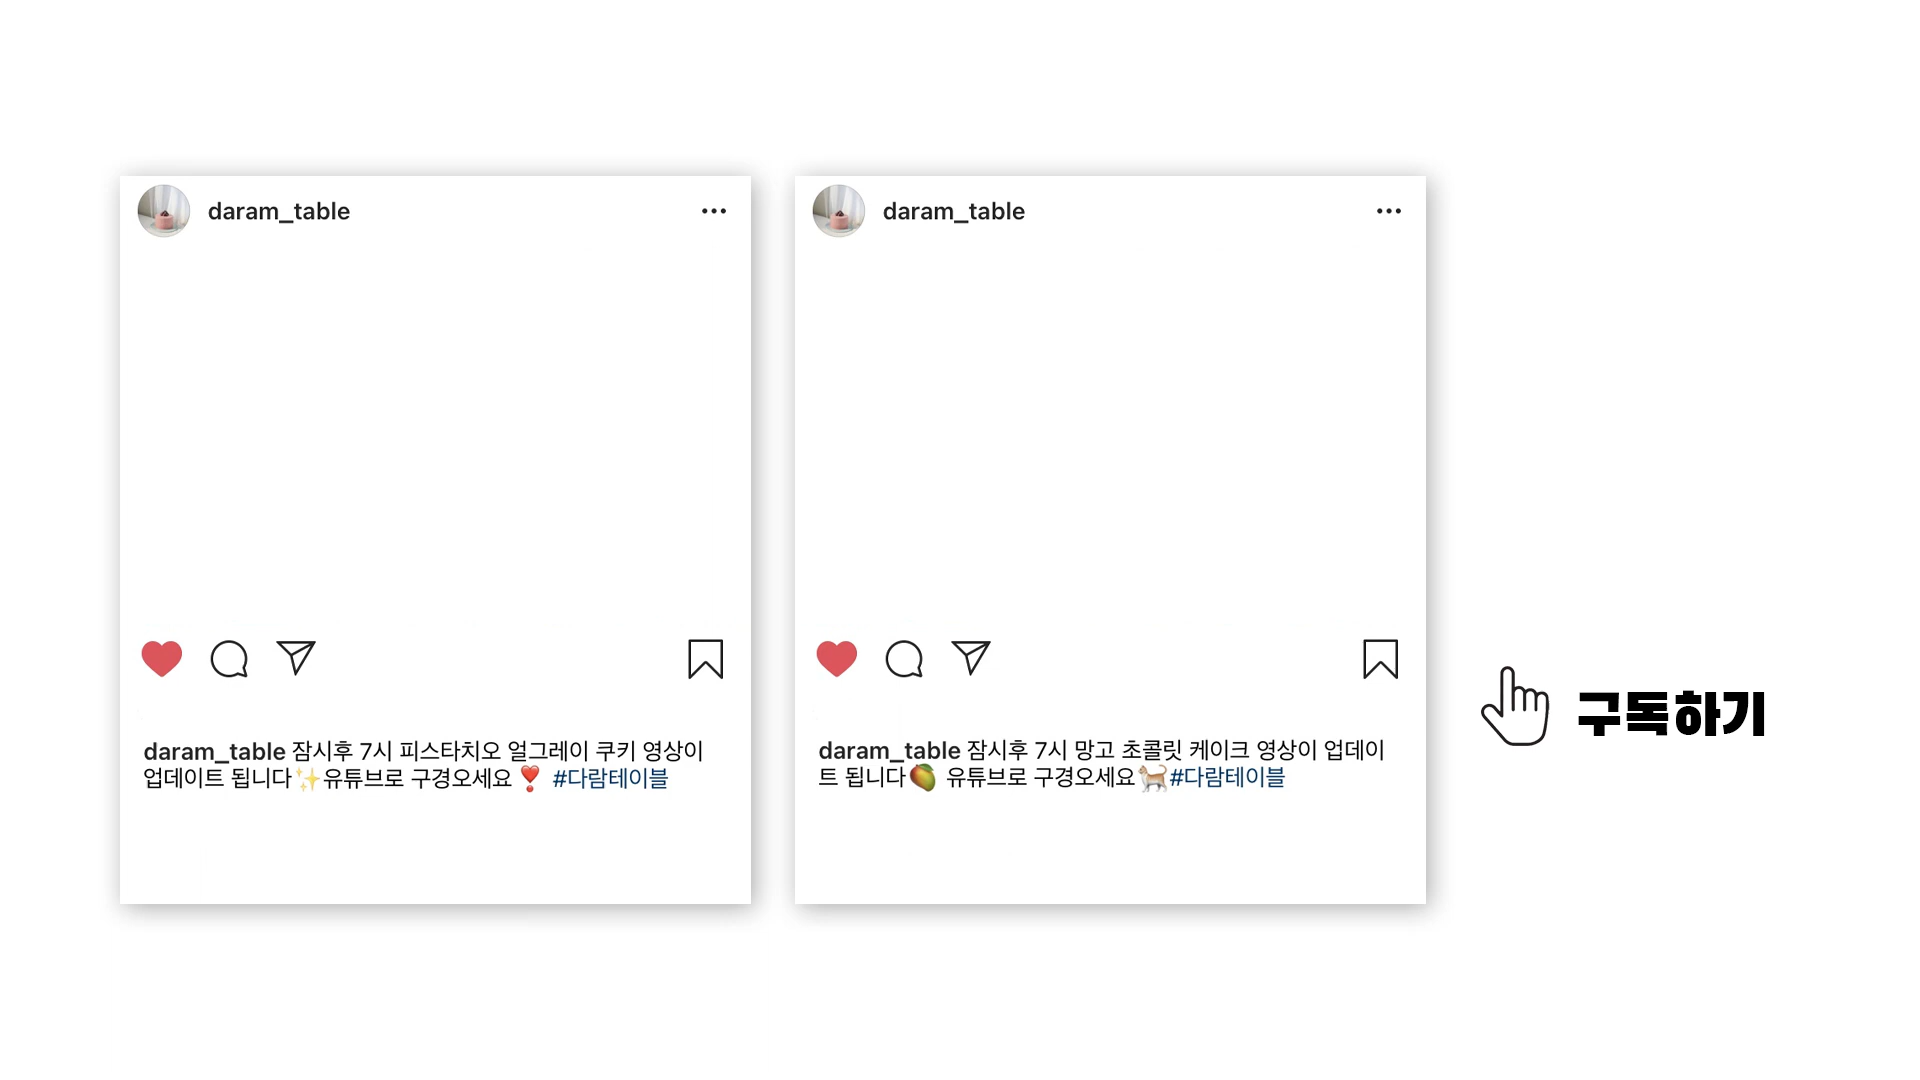 daram_table
daram_table 잠시후 7시 피스타치오 얼그레이 쿠키 영상이
업데이트 됩니다✨유튜브로 구경오세요❣️ #다람테이블
daram_table
daram_table 잠시후 7시 망고 초콜릿 케이크 영상이 업데이
트 됩니다🥭 유튜브로 구경오세요🐈#다람테이블
구독하기